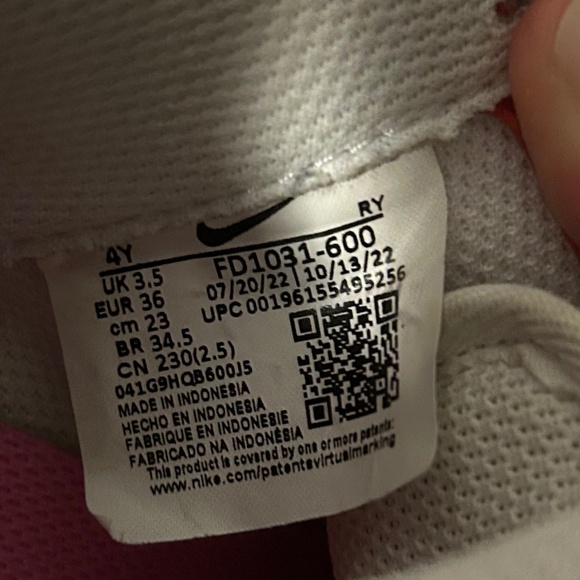 4Y RY
UK 3.5 FD1031-600
EUR 36 07/20/22 | 10/13/22
cm 23 UPC 00196155495256
BR 34.5
CN 230(2.5)
041G9HQB600J5
MADE IN INDONESIA
HECHO EN INDONESIA
FABRIQUE EN INDONESIE
FABRICADO NA INDONÈSIA
This product is covered by one or more patents:
www.nike.com/patentsvirtualmarking